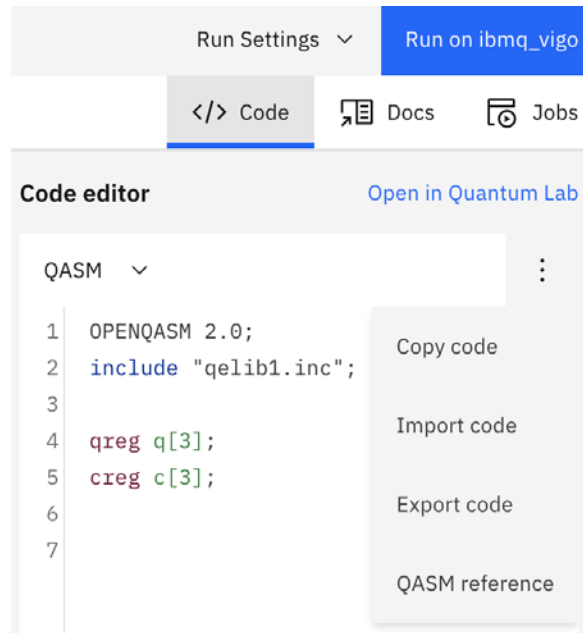 Run Settings
Run on ibmq_vigo
</> Code
Docs
Jobs
Code editor
Open in Quantum Lab
QASM
1 OPENQASM 2.0;
2 include "qelib1.inc";
3
4 qreg q[3];
5 creg c[3];
6
7
Copy code
Import code
Export code
QASM reference